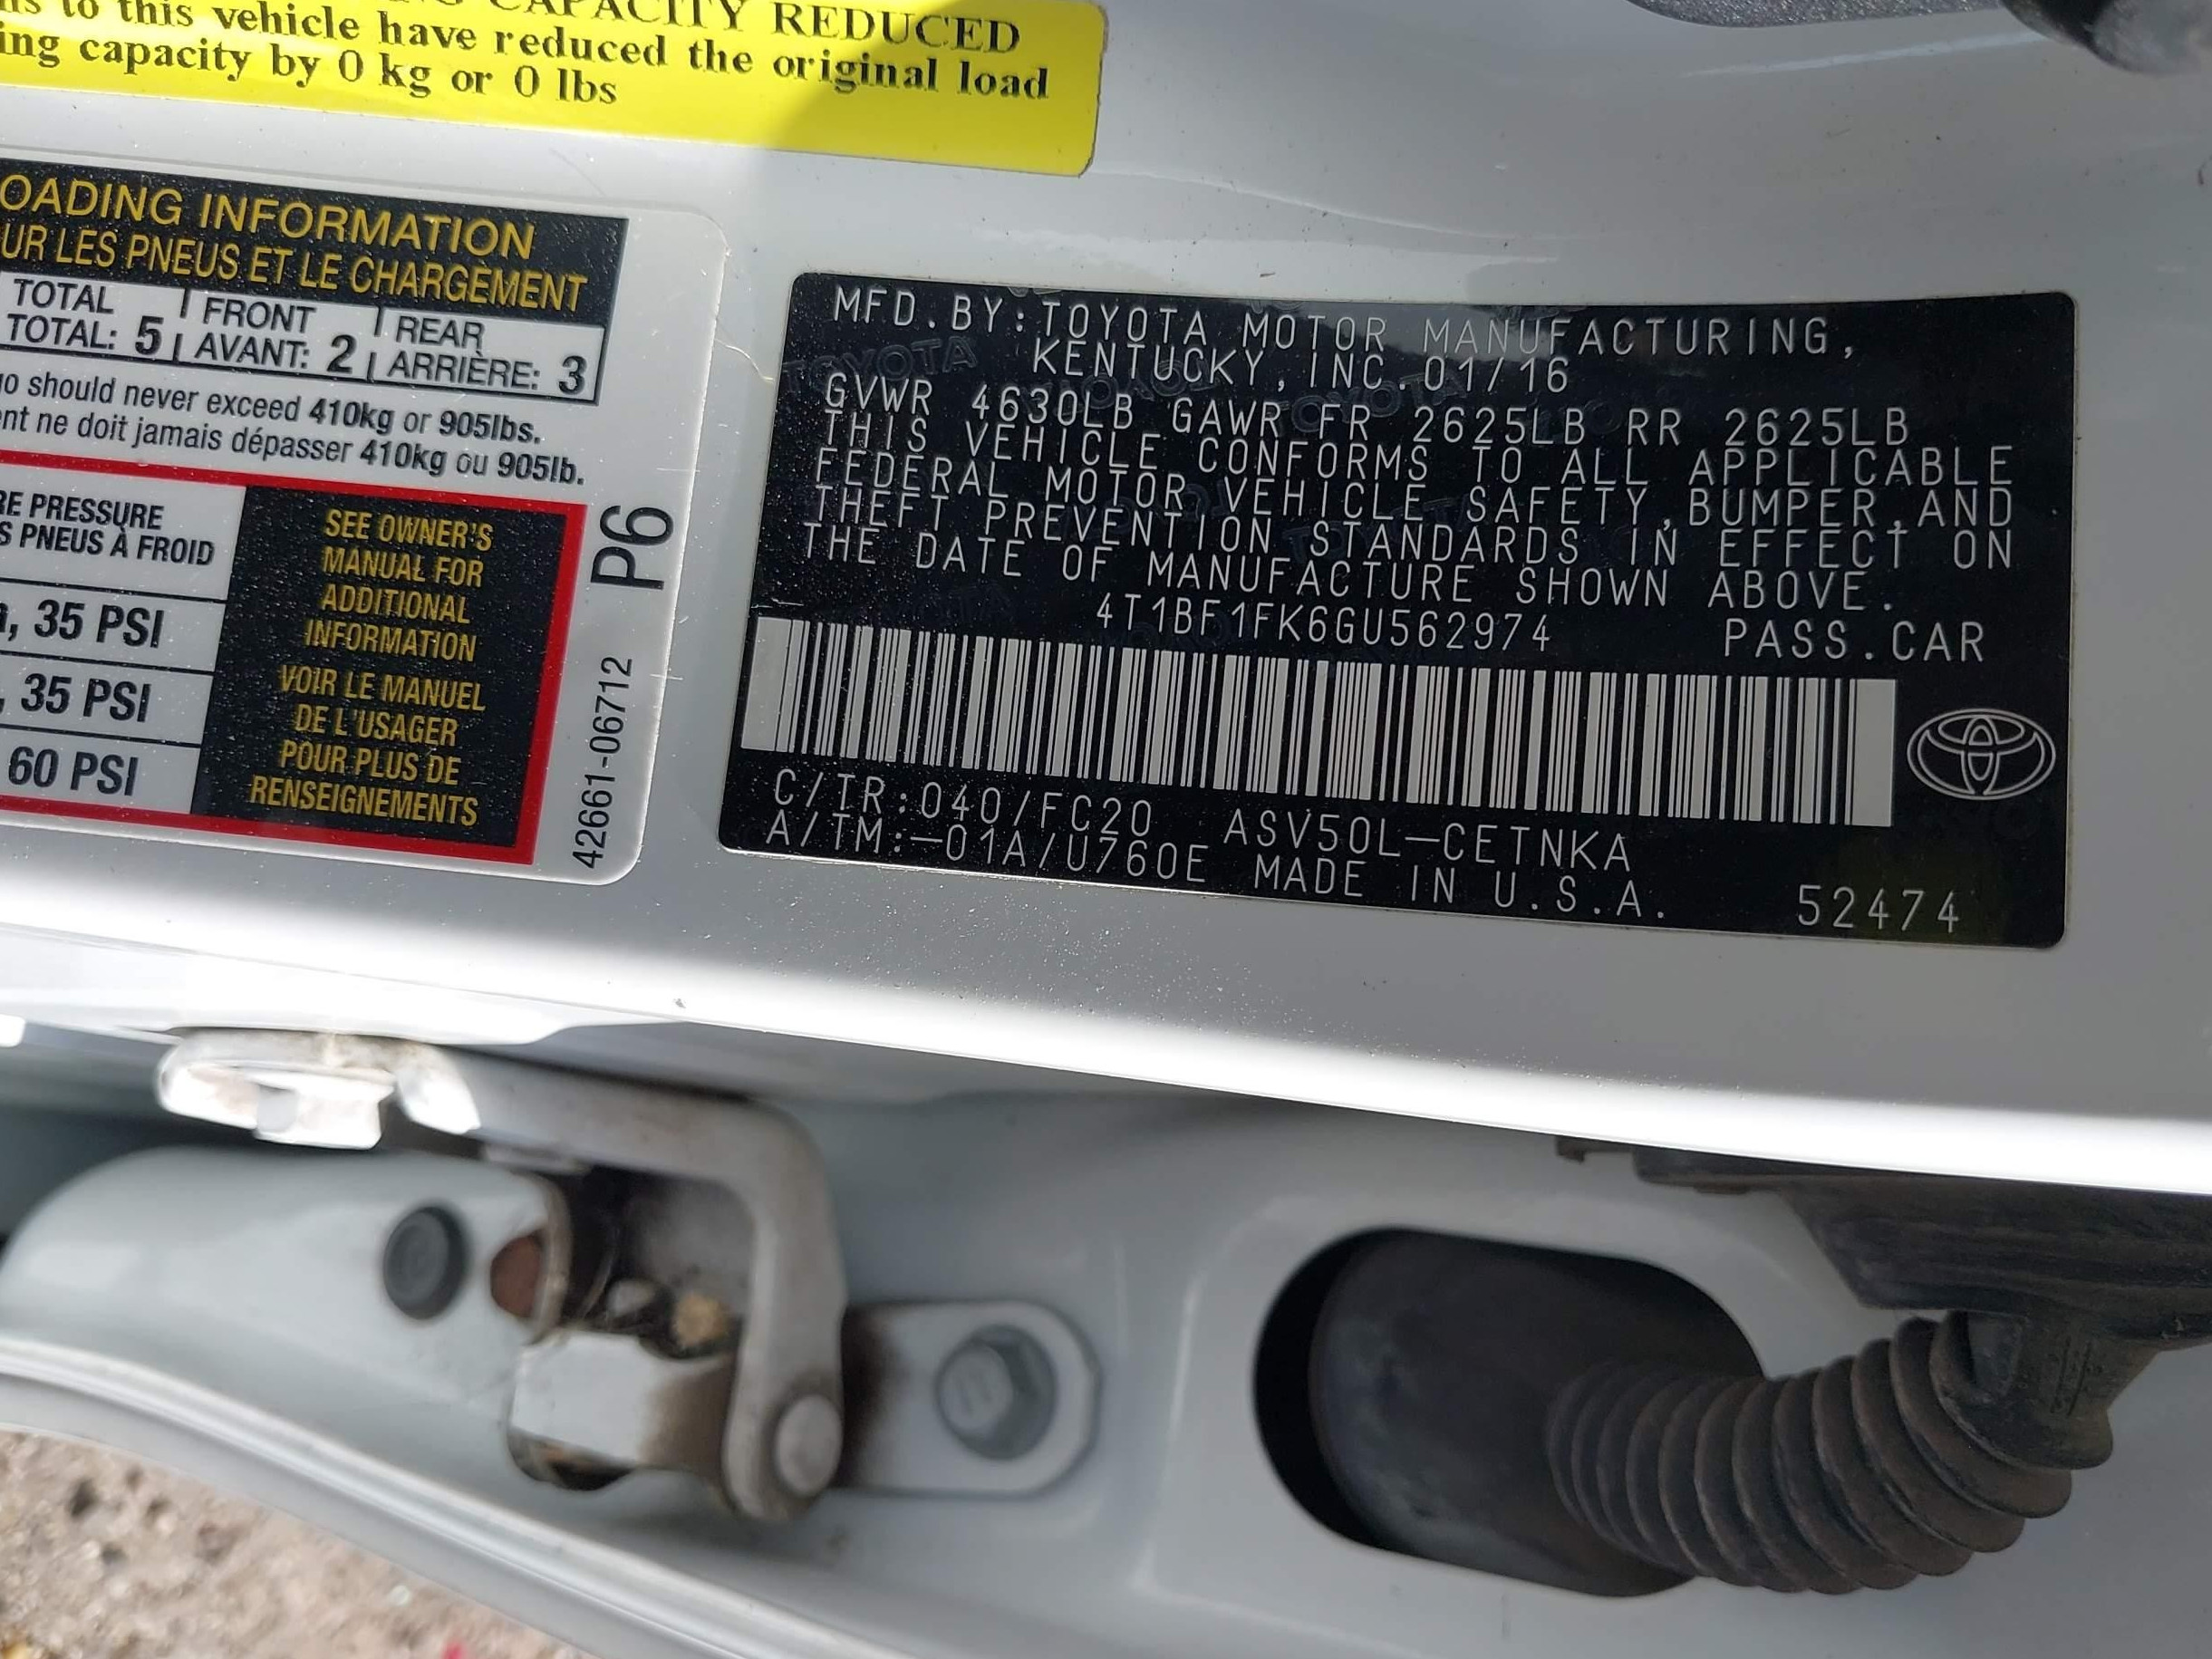 CAPACITY REDUCED
to this vehicle have reduced the original load
capacity by 0 kg or 0 lbs
OADING INFORMATION
UR LES PNEUS ET LE CHARGEMENT
TOTAL FRONT REAR
TOTAL: 5 AVANT: 2 ARRIÈRE: 3
should never exceed 410kg or 905lbs.
ne doit jamais dépasser 410kg ou 905lb.
RE PRESSURE
S PNEUS À FROID
, 35 PSI
, 35 PSI
60 PSI
SEE OWNER'S
MANUAL FOR
ADDITIONAL
INFORMATION
VOIR LE MANUEL
DE L'USAGER
POUR PLUS DE
RENSEIGNEMENTS
P6
42661-06712
MFD.BY:TOYOTA MOTOR MANUFACTURING,
KENTUCKY,INC.01/16
GVWR 4630LB GAWR FR 2625LB RR 2625LB
THIS VEHICLE CONFORMS TO ALL APPLICABLE
FEDERAL MOTOR VEHICLE SAFETY,BUMPER,AND
THEFT PREVENTION STANDARDS IN EFFECT ON
THE DATE OF MANUFACTURE SHOWN ABOVE.
4T1BF1FK6GU562974 PASS.CAR
C/TR:040/FC20 ASV50L-CETNKA
A/TM:-01A/U760E MADE IN U.S.A. 52474